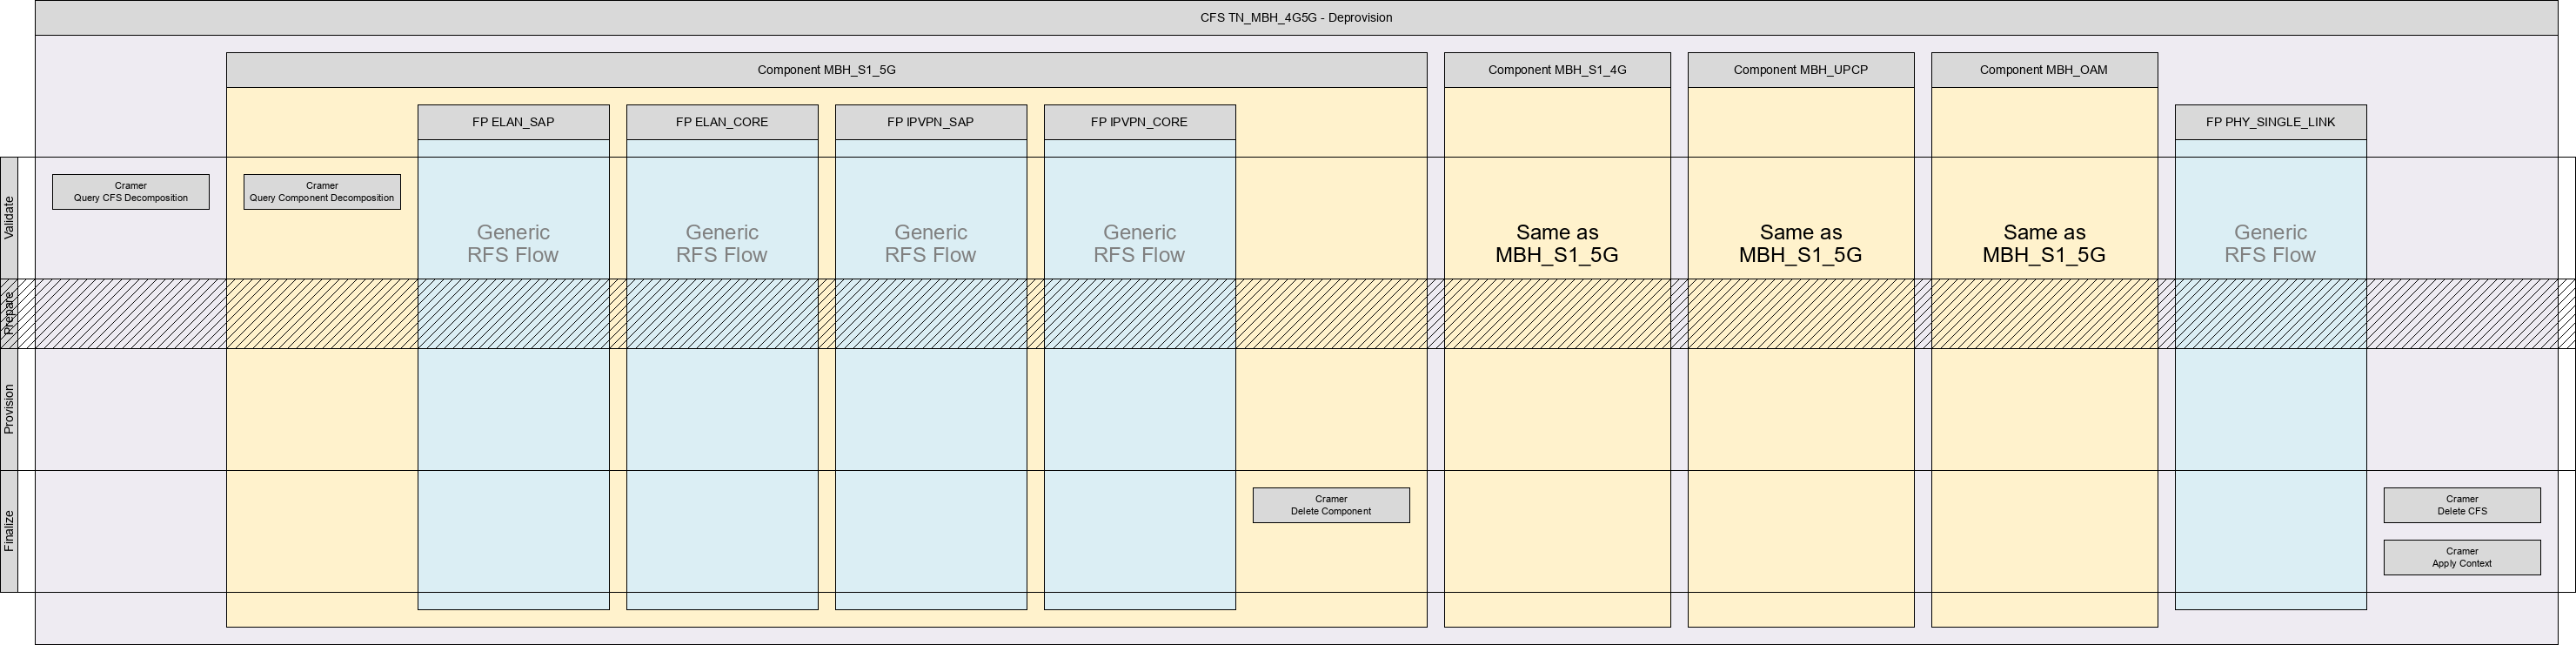 CFS TN_MBH_4G5G - Deprovision
Component MBH_S1_5G
Component MBH_S1_4G
Component MBH_UPCP
Component MBH_OAM
FP ELAN_SAP
FP ELAN_CORE
FP IPVPN_SAP
FP IPVPN_CORE
FP PHY_SINGLE_LINK
Validate
Cramer
Query CFS Decomposition
Cramer
Query Component Decomposition
Generic
RFS Flow
Generic
RFS Flow
Generic
RFS Flow
Generic
RFS Flow
Same as
MBH_S1_5G
Same as
MBH_S1_5G
Same as
MBH_S1_5G
Generic
RFS Flow
Prepare
Provision
Finalize
Cramer
Delete Component
Cramer
Delete CFS
Cramer
Apply Context